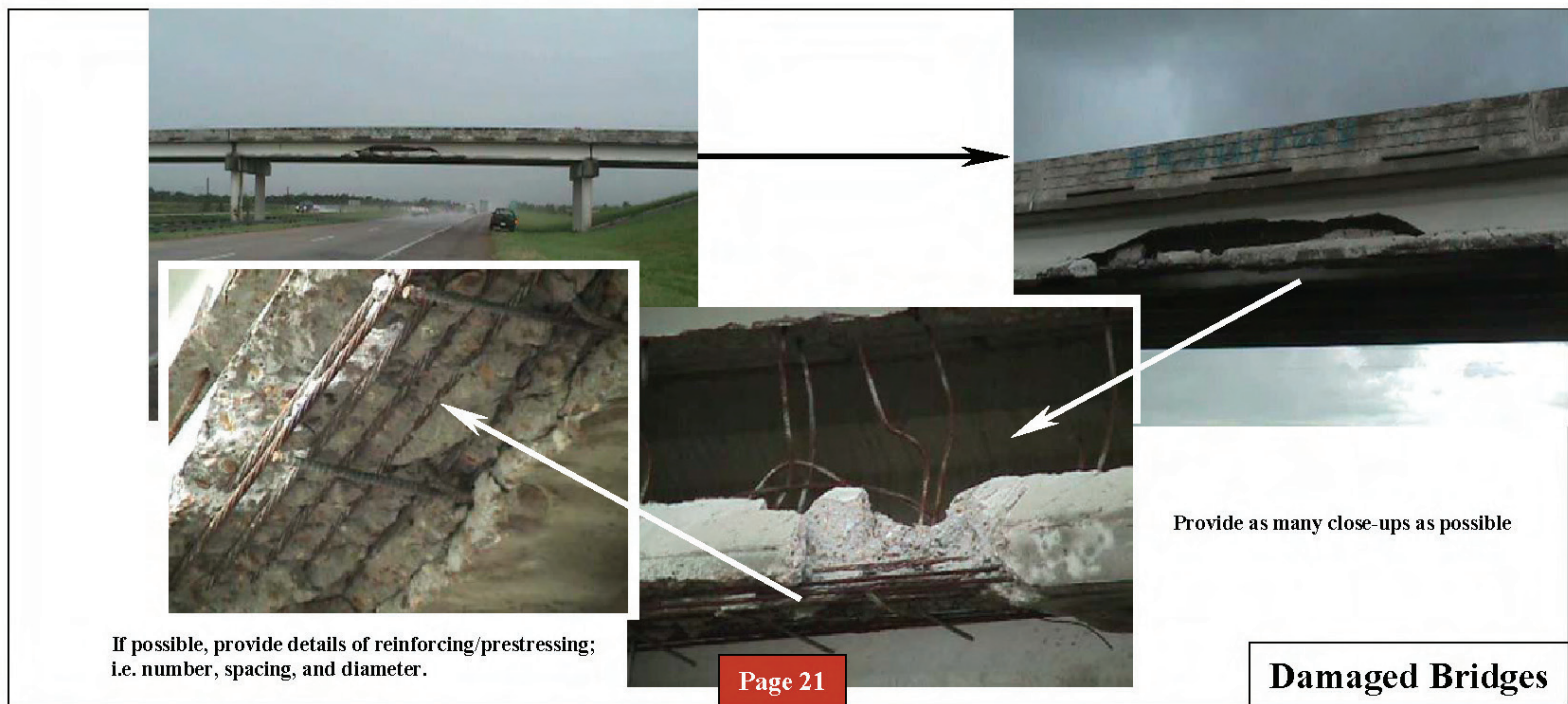 Provide as many close-ups as possible
If possible, provide details of reinforcing/prestressing;
i.e. number, spacing, and diameter.
Page 21
Damaged Bridges